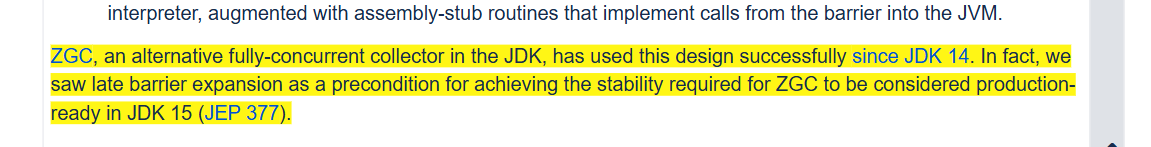 interpreter, augmented with assembly-stub routines that implement calls from the barrier into the JVM.
ZGC, an alternative fully-concurrent collector in the JDK, has used this design successfully since JDK 14. In fact, we
saw late barrier expansion as a precondition for achieving the stability required for ZGC to be considered production-
ready in JDK 15 (JEP 377).